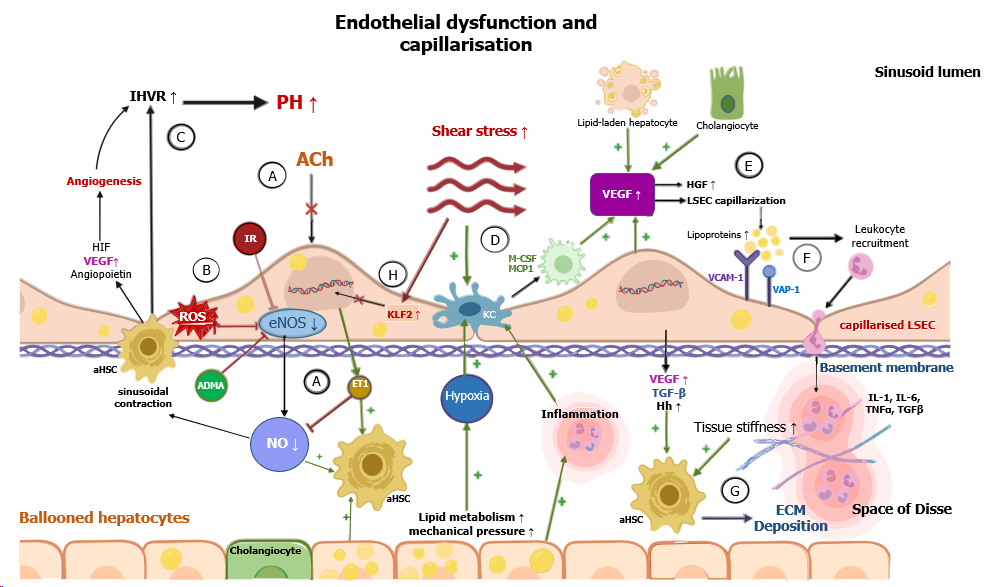 Endothelial dysfunction and
capillarisation
Sinusoid lumen
IHVR ↑
PH ↑
C
Angiogenesis
HIF
VEGF↑
Angiopoietin
ACh
A
Shear stress ↑
Lipid-laden hepatocyte
Cholangiocyte
VEGF ↑
HGF ↑
LSEC capillarization
E
Lipoproteins ↑
Leukocyte
recruitment
F
VCAM-1
VAP-1
IR
B
ROS
eNOS ↓
H
KLF2 ↑
D
KC
M-CSF
MCP1
capillarised LSEC
Basement membrane
aHSC
sinusoidal
contraction
ADMA
A
ET1
NO ↓
aHSC
Hypoxia
Inflammation
VEGF ↑
TGF-β
Hh ↑
IL-1, IL-6,
TNFα, TGFβ
Tissue stiffness ↑
G
aHSC
ECM
Deposition
Space of Disse
Lipid metabolism ↑
mechanical pressure ↑
Ballooned hepatocytes
Cholangiocyte